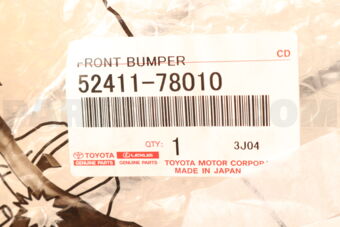 FRONT BUMPER
CD
52411-78010
QTY: 1 3J04
TOYOTA LEXUS
GENUINE PARTS GENUINE PARTS
TOYOTA MOTOR CORPOR
MADE IN JAPAN